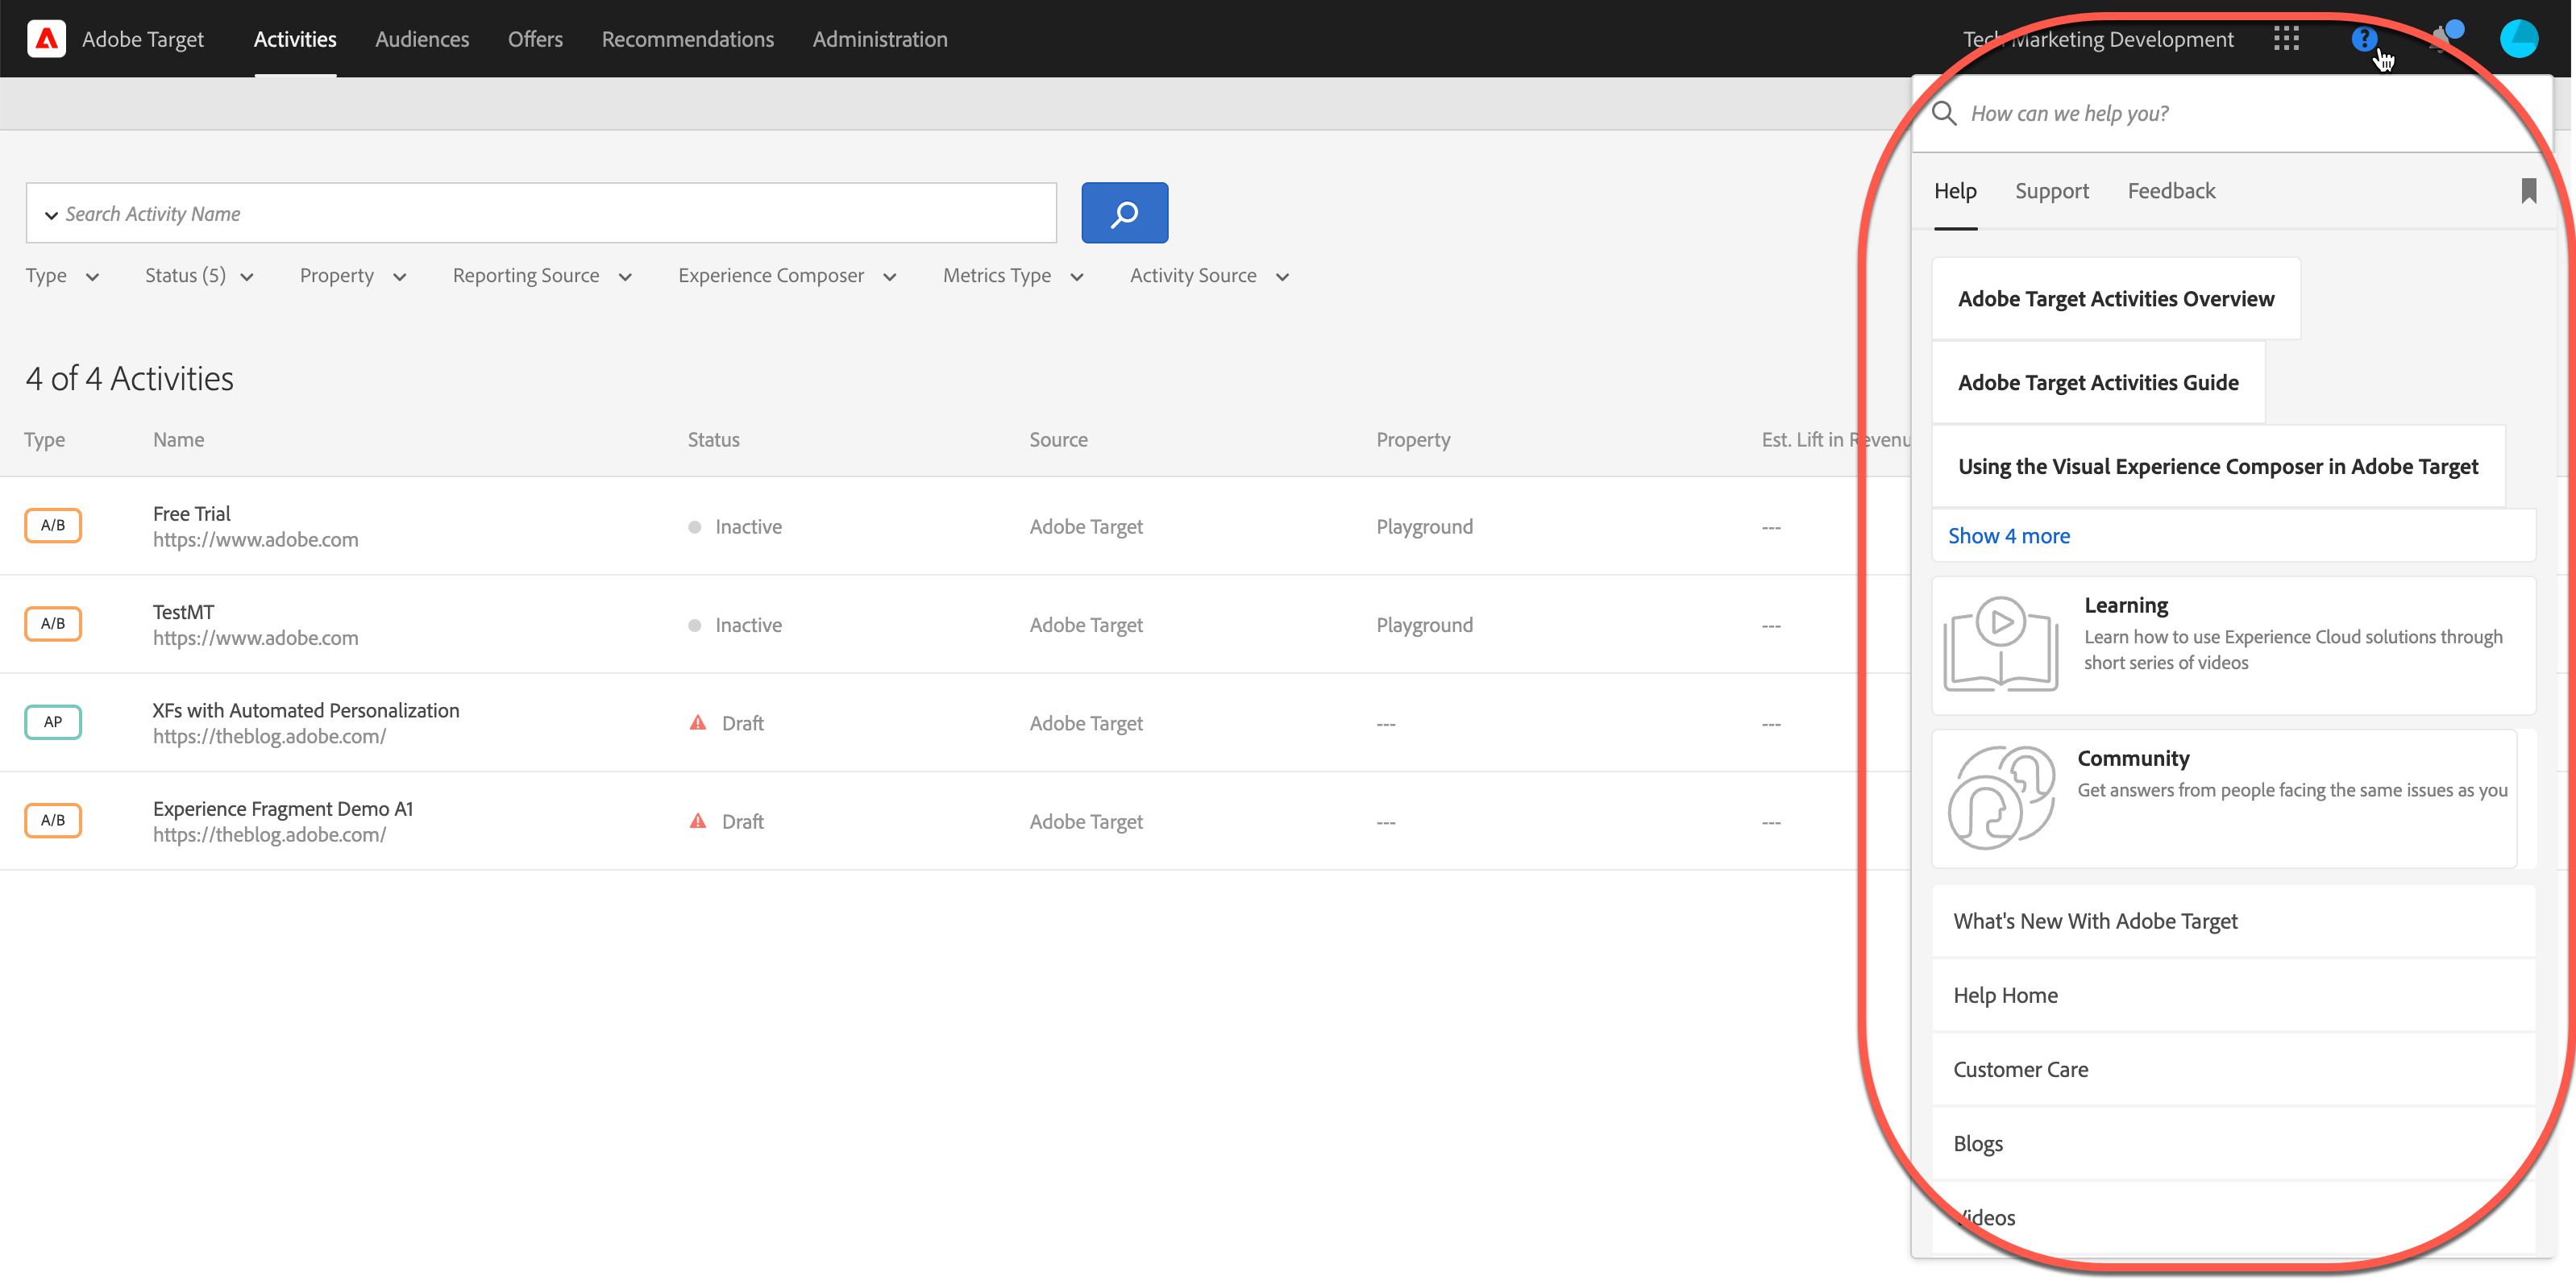 Adobe Target Activities Audiences Offers Recommendations Administration Tech Marketing Development ?
How can we help you?
Help Support Feedback
Search Activity Name
Type Status (5) Property Reporting Source Experience Composer Metrics Type Activity Source
4 of 4 Activities
Type Name Status Source Property Est. Lift in Revenu
A/B Free Trial Inactive Adobe Target Playground ---
https://www.adobe.com
A/B TestMT Inactive Adobe Target Playground ---
https://www.adobe.com
AP XFs with Automated Personalization Draft Adobe Target --- ---
https://theblog.adobe.com/
A/B Experience Fragment Demo A1 Draft Adobe Target --- ---
https://theblog.adobe.com/
Adobe Target Activities Overview
Adobe Target Activities Guide
Using the Visual Experience Composer in Adobe Target
Show 4 more
Learning
Learn how to use Experience Cloud solutions through
short series of videos
Community
Get answers from people facing the same issues as you
What's New With Adobe Target
Help Home
Customer Care
Blogs
Videos